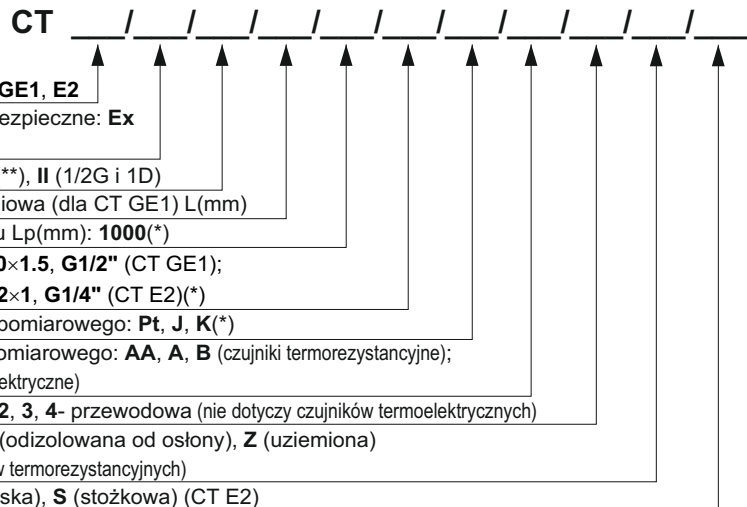 CT ___/___/___/___/___/___/___/___/___/___/___
GE1, E2
ezpieczne: Ex
**), II (1/2G i 1D)
iowa (dla CT GE1) L(mm)
u Lp(mm): 1000(*)
0×1.5, G1/2" (CT GE1);
2×1, G1/4" (CT E2)(*)
pomiarowego: Pt, J, K(*)
omiarowego: AA, A, B (czujniki termorezystancyjne);
ektryczne)
2, 3, 4- przewodowa (nie dotyczy czujników termoelektrycznych)
(odizolowana od osłony), Z (uziemiona)
w termorezystancyjnych)
ska), S (stożkowa) (CT E2)